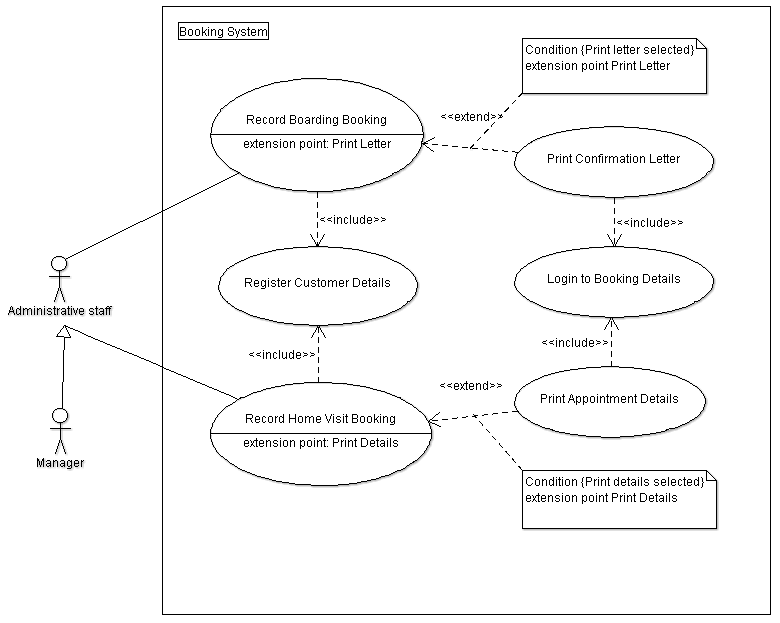 Booking System
Condition {Print letter selected}
extension point Print Letter
<<extend>>
Record Boarding Booking
extension point: Print Letter
Print Confirmation Letter
<<include>>
<<include>>
Administrative staff
Register Customer Details
Login to Booking Details
<<include>>
<<include>>
<<extend>>
Record Home Visit Booking
extension point: Print Details
Print Appointment Details
Manager
Condition {Print details selected}
extension point Print Details